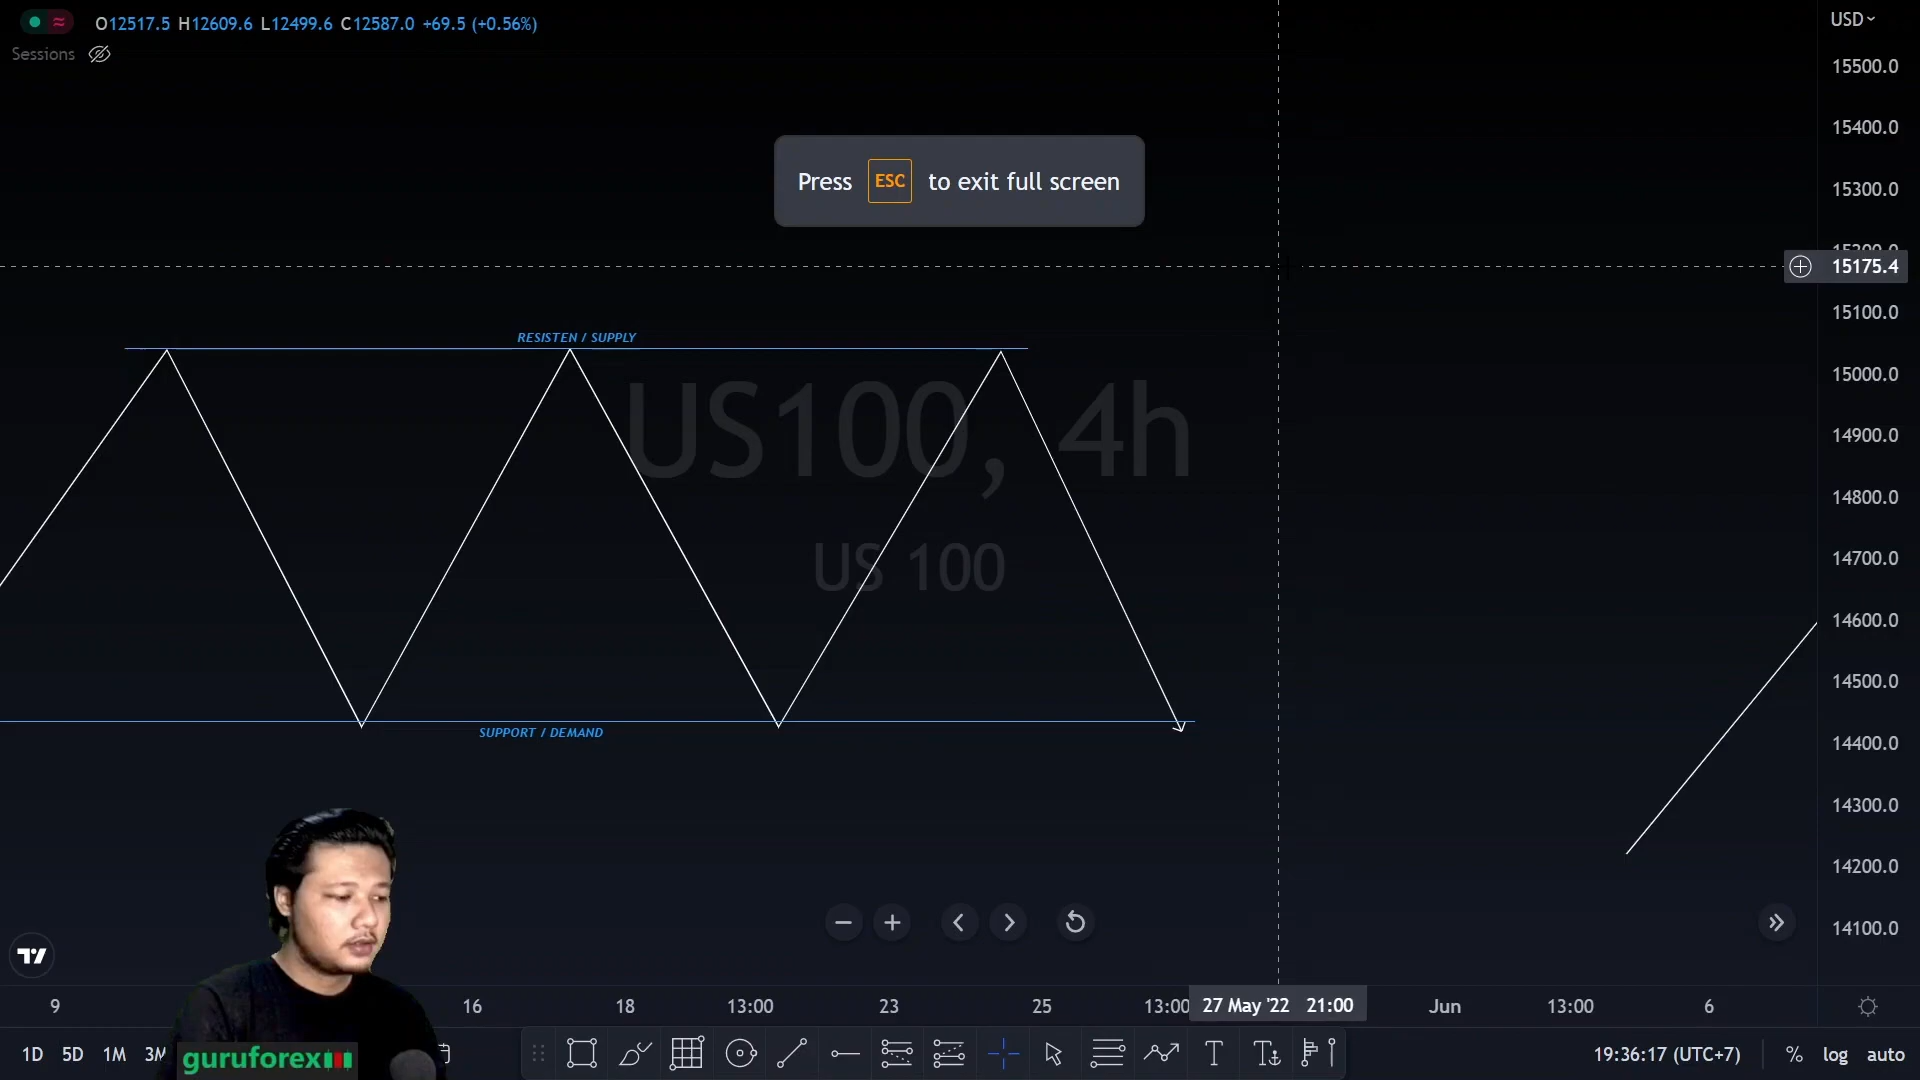 O12517.5 H12609.6 L12499.6 C12587.0 +69.5 (+0.56%)
USD
Sessions
15500.0
15400.0
Press ESC to exit full screen
15300.0
15175.4
15100.0
RESISTEN / SUPPLY
15000.0
US100, 4h
14900.0
14800.0
14700.0
US 100
14600.0
14500.0
SUPPORT / DEMAND
14400.0
14300.0
14200.0
14100.0
9 16 18 13:00 23 25 13:00 27 May '22 21:00 Jun 13:00 6
1D 5D 1M 3M
guruforex
19:36:17 (UTC+7) % log auto